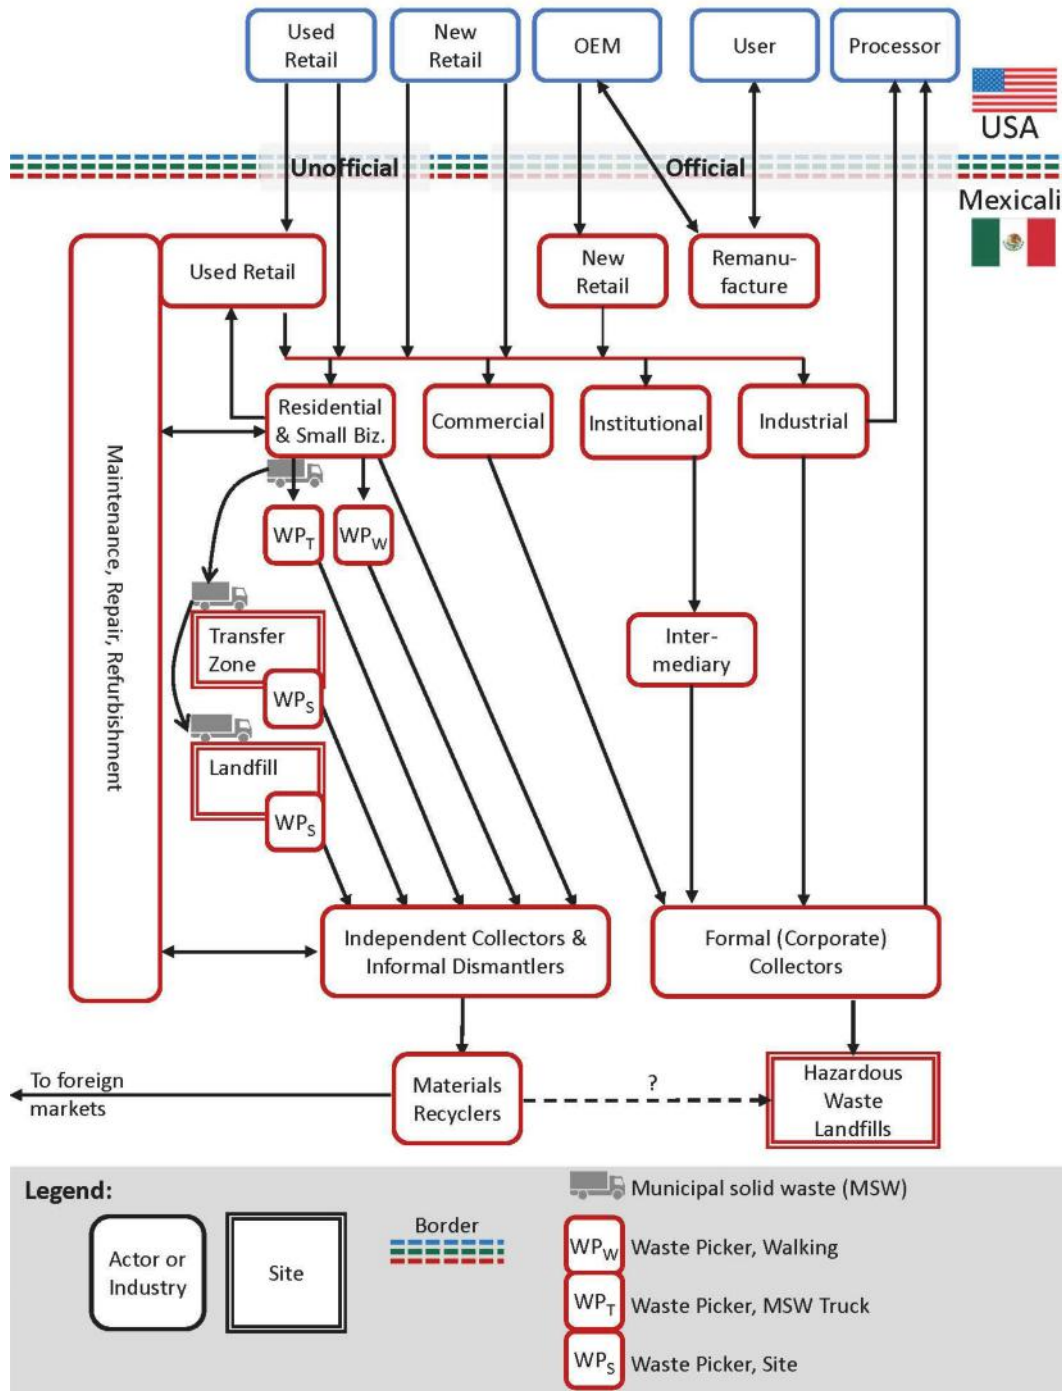 Used
Retail
New
Retail
OEM
User
Processor
USA
Unofficial
Official
Mexicali
Used Retail
New
Retail
Remanu-
facture
Residential
& Small Biz.
Commercial
Institutional
Industrial
Maintenance, Repair, Refurbishment
WPT
WPW
Transfer
Zone
WPS
Inter-
mediary
Landfill
WPS
Independent Collectors &
Informal Dismantlers
Formal (Corporate)
Collectors
To foreign
markets
Materials
Recyclers
?
Hazardous
Waste
Landfills
Legend:
Actor or
Industry
Site
Border
Municipal solid waste (MSW)
WPW Waste Picker, Walking
WPT Waste Picker, MSW Truck
WPS Waste Picker, Site